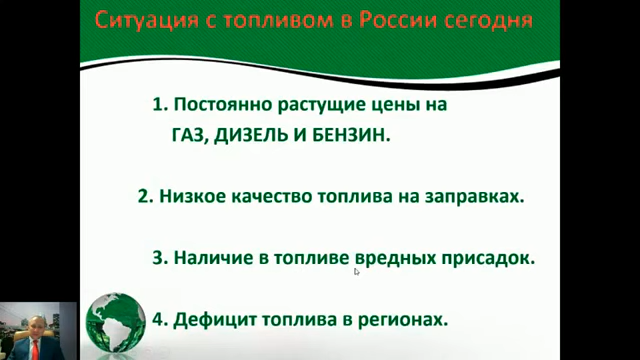 Ситуация с топливом в России сегодня
1. Постоянно растущие цены на
ГАЗ, ДИЗЕЛЬ И БЕНЗИН.
2. Низкое качество топлива на заправках.
3. Наличие в топливе вредных присадок.
4. Дефицит топлива в регионах.